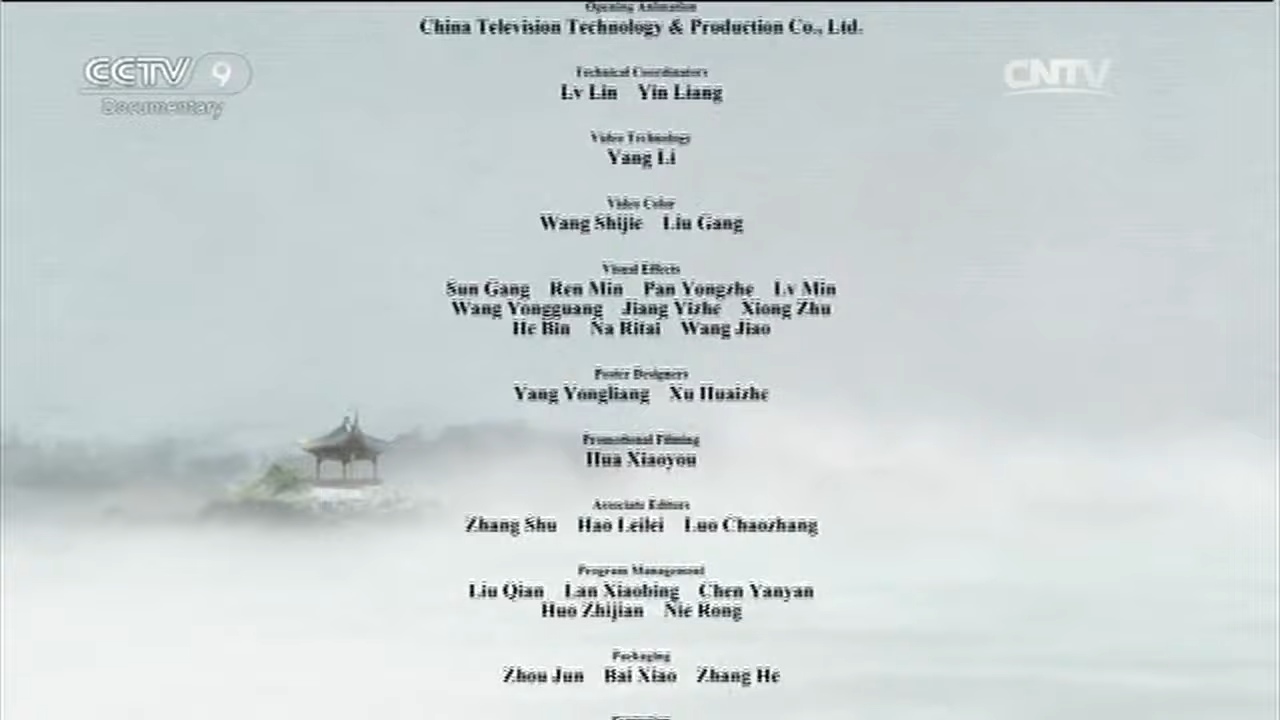 Opening Animation
China Television Technology & Production Co., Ltd.
CCTV 9
Documentary
CNTV
Technical Coordinators
Lv Lin Yin Liang
Video Technology
Yang Li
Video Color
Wang Shijie Liu Gang
Visual Effects
Sun Gang Ren Min Pan Yongzhe Lv Min
Wang Yongguang Jiang Yizhe Xiong Zhu
He Bin Na Ritai Wang Jiao
Poster Designers
Yang Yongliang Xu Huaizhe
Promotional Filming
Hua Xiaoyou
Associate Editors
Zhang Shu Hao Leilei Luo Chaozhang
Program Management
Liu Qian Lan Xiaobing Chen Yanyan
Huo Zhijian Nie Rong
Packaging
Zhou Jun Bai Xiao Zhang He